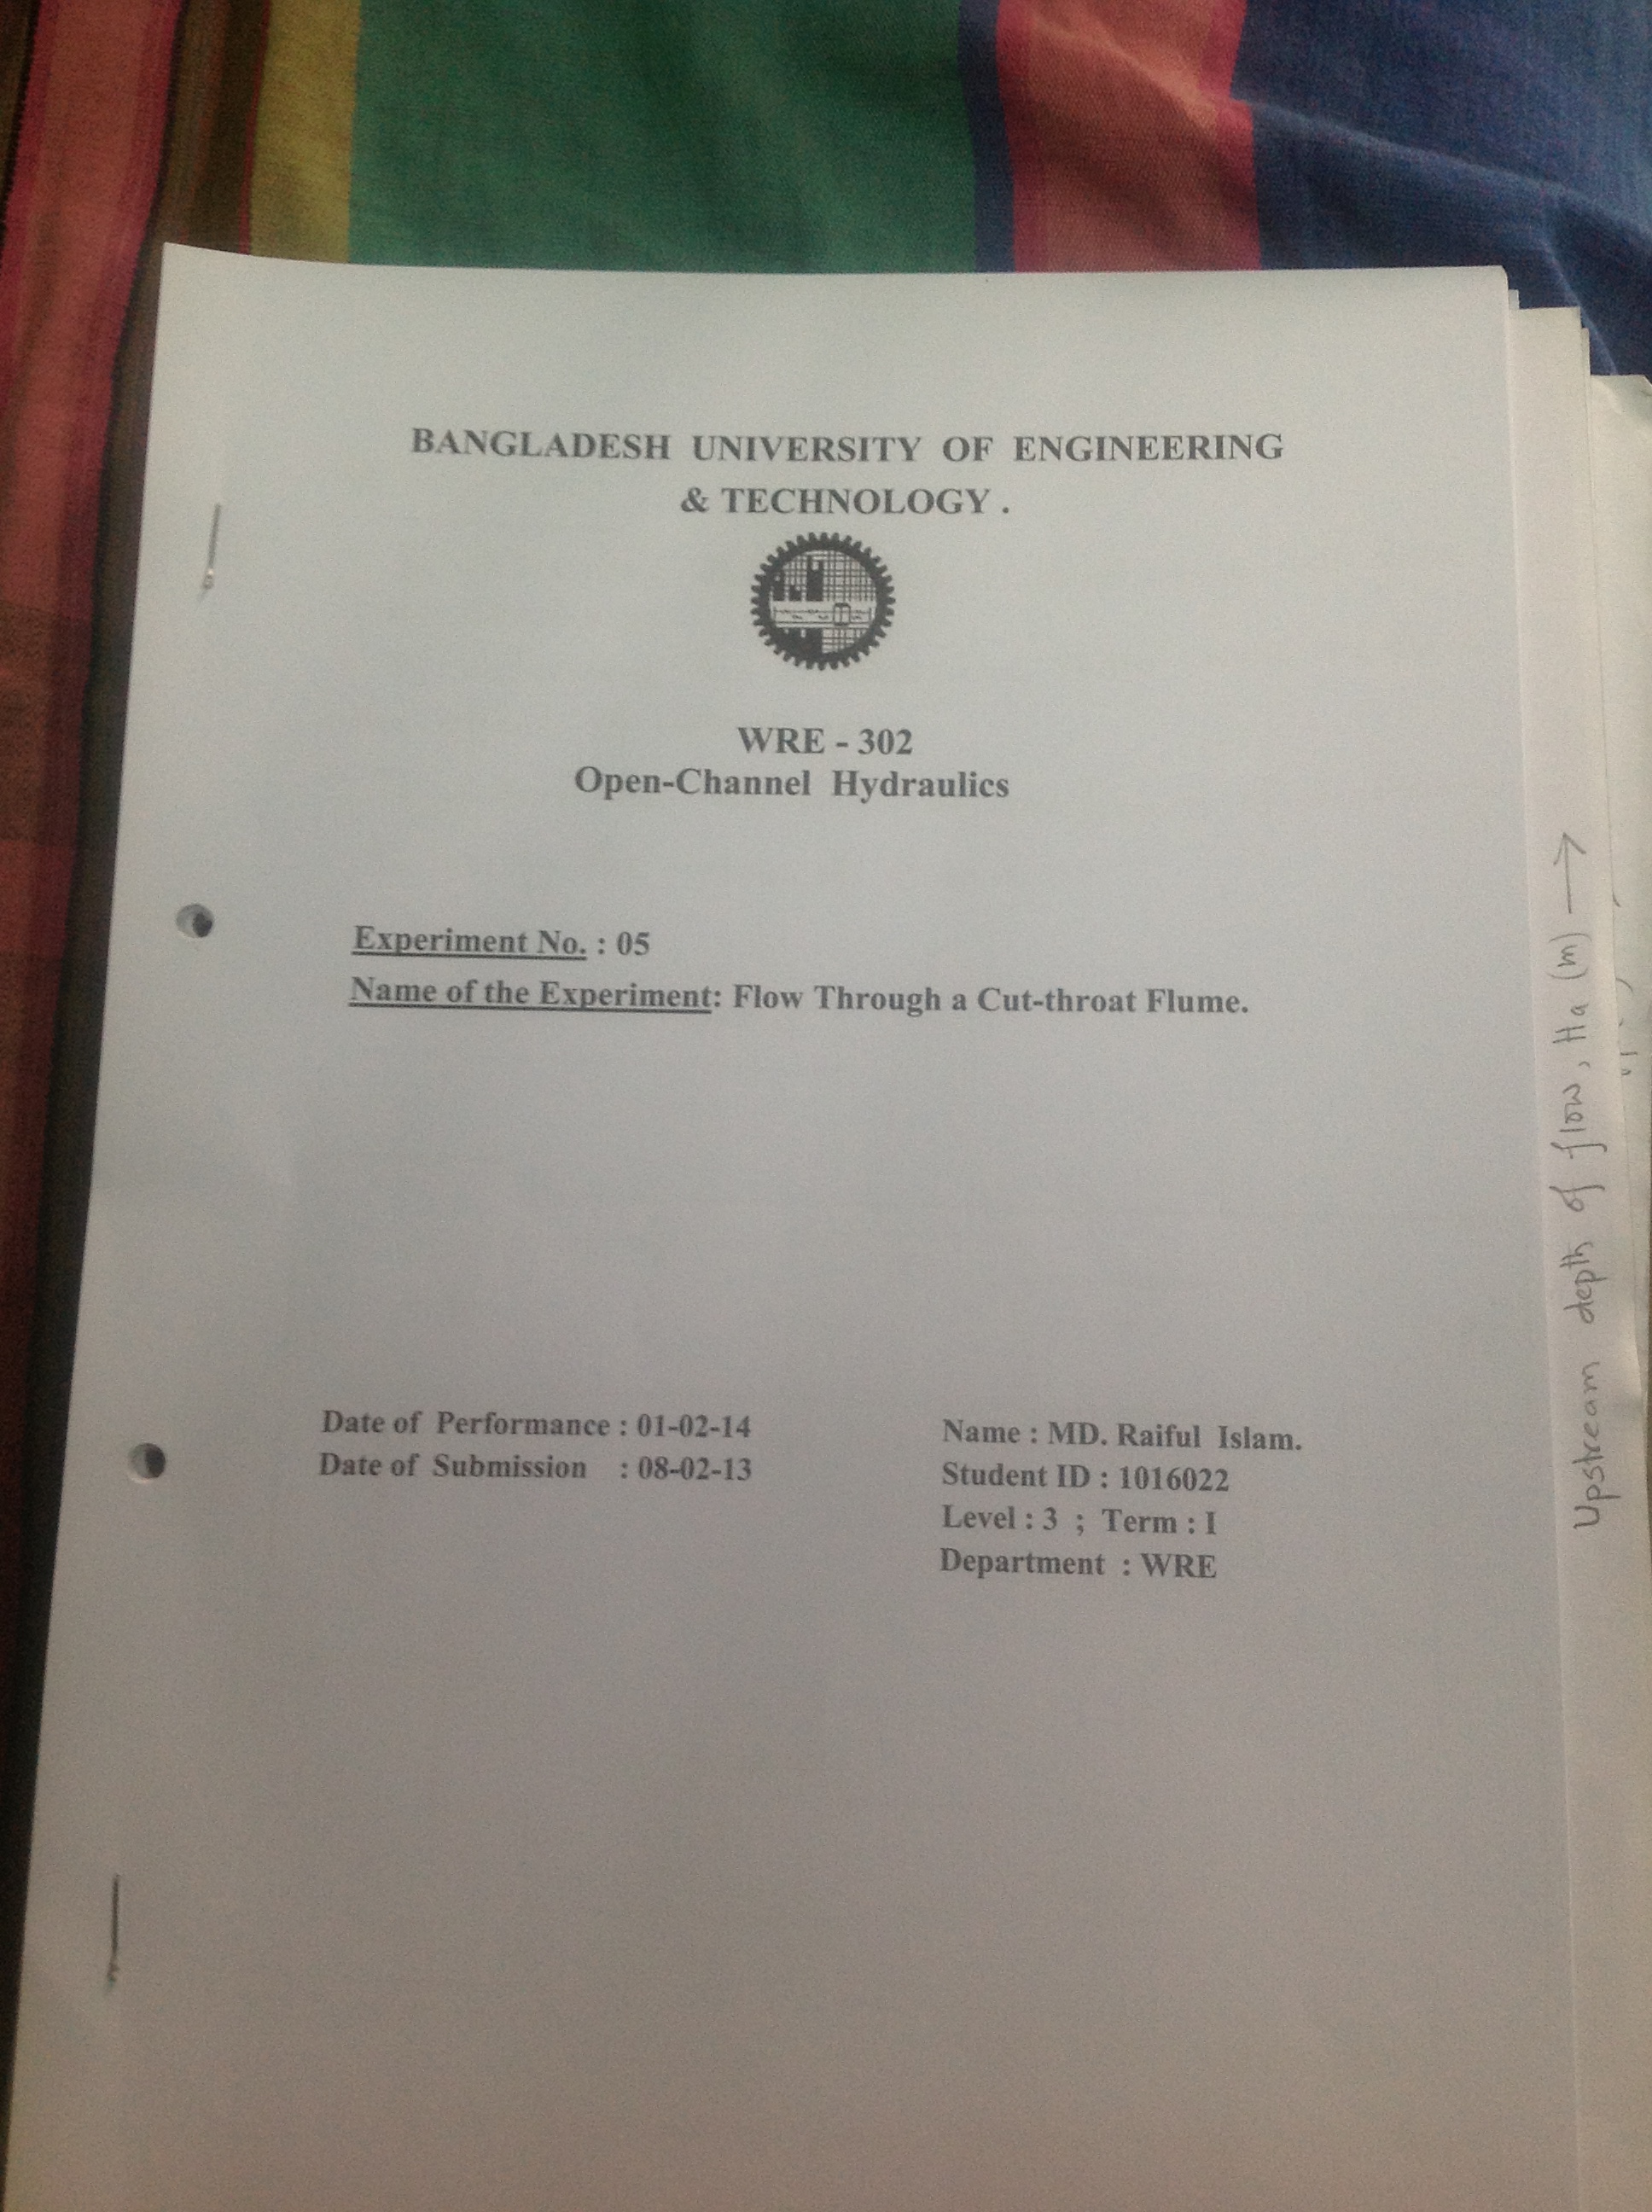 BANGLADESH UNIVERSITY OF ENGINEERING
& TECHNOLOGY .
WRE - 302
Open-Channel Hydraulics
Experiment No. : 05
Name of the Experiment: Flow Through a Cut-throat Flume.
Date of Performance : 01-02-14
Date of Submission : 08-02-13
Name : MD. Raiful Islam.
Student ID : 1016022
Level : 3 ; Term : I
Department : WRE
Upstream depth of flow, Ha (m) →